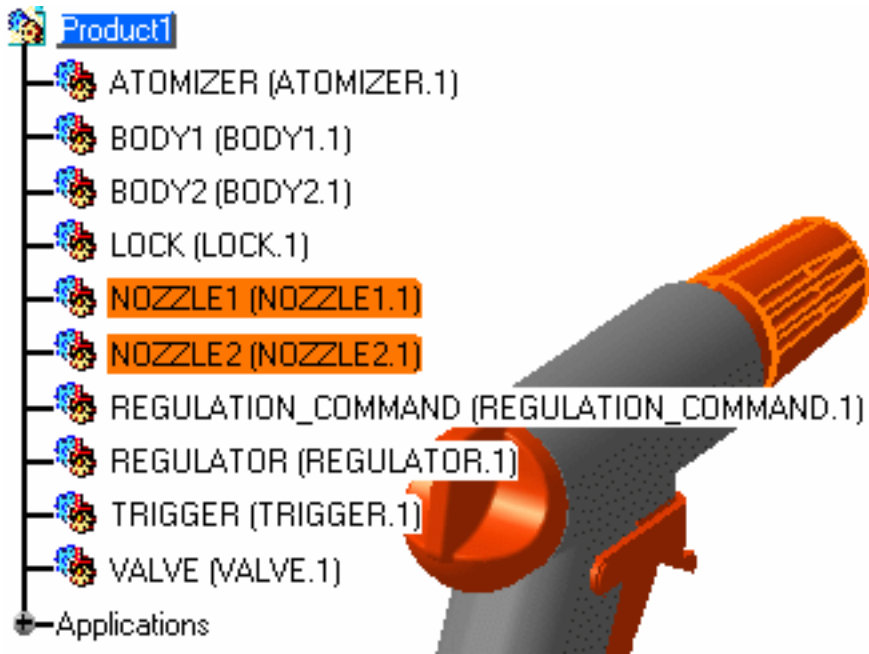 Product1
ATOMIZER (ATOMIZER.1)
BODY1 (BODY1.1)
BODY2 (BODY2.1)
LOCK (LOCK.1)
NOZZLE1 (NOZZLE1.1)
NOZZLE2 (NOZZLE2.1)
REGULATION_COMMAND (REGULATION_COMMAND.1)
REGULATOR (REGULATOR.1)
TRIGGER (TRIGGER.1)
VALVE (VALVE.1)
Applications